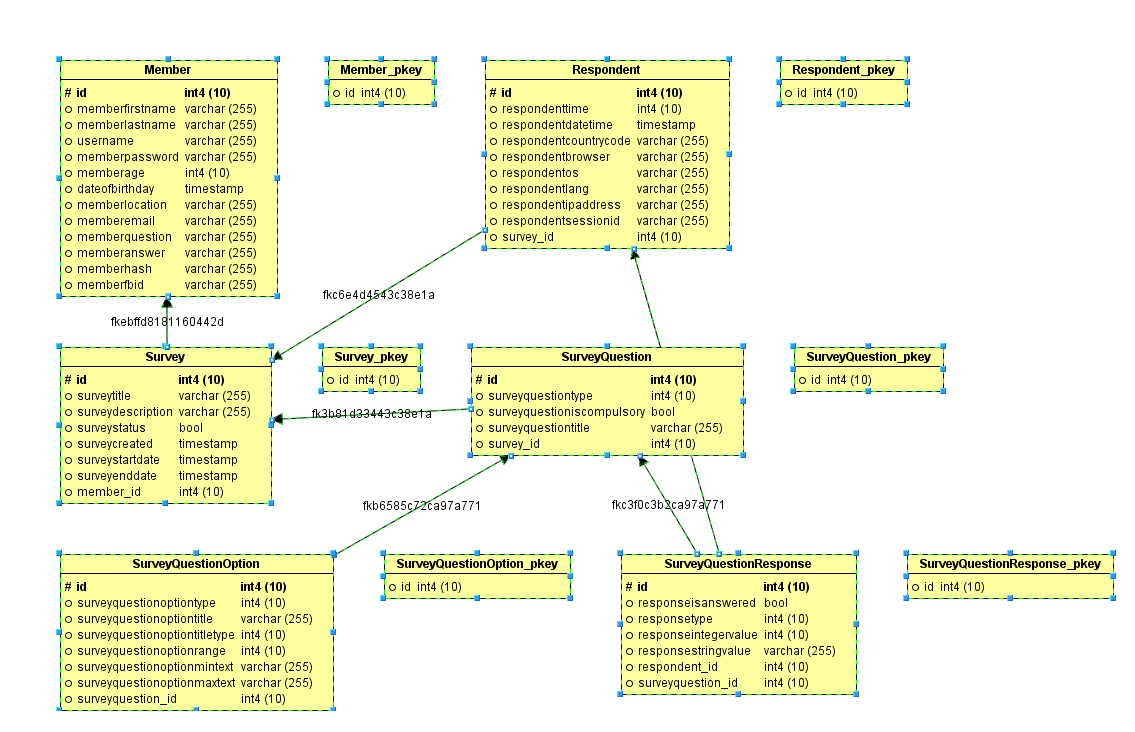 Member
# id int4 (10)
memberfirstname varchar (255)
memberlastname varchar (255)
username varchar (255)
memberpassword varchar (255)
memberage int4 (10)
dateofbirthday timestamp
memberlocation varchar (255)
memberemail varchar (255)
memberquestion varchar (255)
memberanswer varchar (255)
memberhash varchar (255)
memberfbid varchar (255)
Member_pkey
id int4 (10)
Respondent
# id int4 (10)
respondenttime int4 (10)
respondentdatetime timestamp
respondentcountrycode varchar (255)
respondentbrowser varchar (255)
respondentos varchar (255)
respondentlang varchar (255)
respondentipaddress varchar (255)
respondentsessionid varchar (255)
survey_id int4 (10)
Respondent_pkey
id int4 (10)
fkc6e4d4543c38e1a
fkebffd8181160442d
Survey
# id int4 (10)
surveytitle varchar (255)
surveydescription varchar (255)
surveystatus bool
surveycreated timestamp
surveystartdate timestamp
surveyenddate timestamp
member_id int4 (10)
Survey_pkey
id int4 (10)
fk3b81d33443c38e1a
SurveyQuestion
# id int4 (10)
surveyquestiontype int4 (10)
surveyquestioniscompulsory bool
surveyquestiontitle varchar (255)
survey_id int4 (10)
SurveyQuestion_pkey
id int4 (10)
fkb6585c72ca97a771
fkc3f0c3b2ca97a771
SurveyQuestionOption
# id int4 (10)
surveyquestionoptiontype int4 (10)
surveyquestionoptiontitle varchar (255)
surveyquestionoptiontitletype int4 (10)
surveyquestionoptionrange int4 (10)
surveyquestionoptionmintext varchar (255)
surveyquestionoptionmaxtext varchar (255)
surveyquestion_id int4 (10)
SurveyQuestionOption_pkey
id int4 (10)
SurveyQuestionResponse
# id int4 (10)
responseisanswered bool
responsetype int4 (10)
responseintegervalue int4 (10)
responsestringvalue varchar (255)
respondent_id int4 (10)
surveyquestion_id int4 (10)
SurveyQuestionResponse_pkey
id int4 (10)